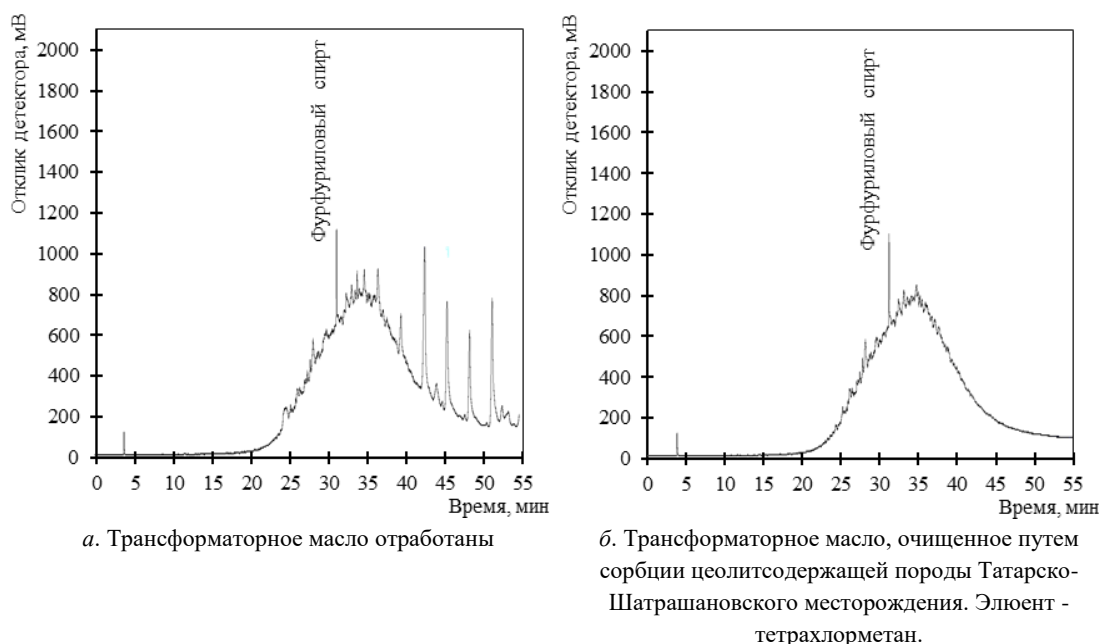 Отклик детектора, мВ
2000
1800
1600
1400
1200
1000
800
600
400
200
0
Фурфуриловый спирт
0 5 10 15 20 25 30 35 40 45 50 55
Время, мин
а. Трансформаторное масло отработаны
Отклик детектора, мВ
2000
1800
1600
1400
1200
1000
800
600
400
200
0
Фурфуриловый спирт
0 5 10 15 20 25 30 35 40 45 50 55
Время, мин
б. Трансформаторное масло, очищенное путем
сорбции цеолитсодержащей породы Татарско-
Шатрашановского месторождения. Элюент -
тетрахлорметан.